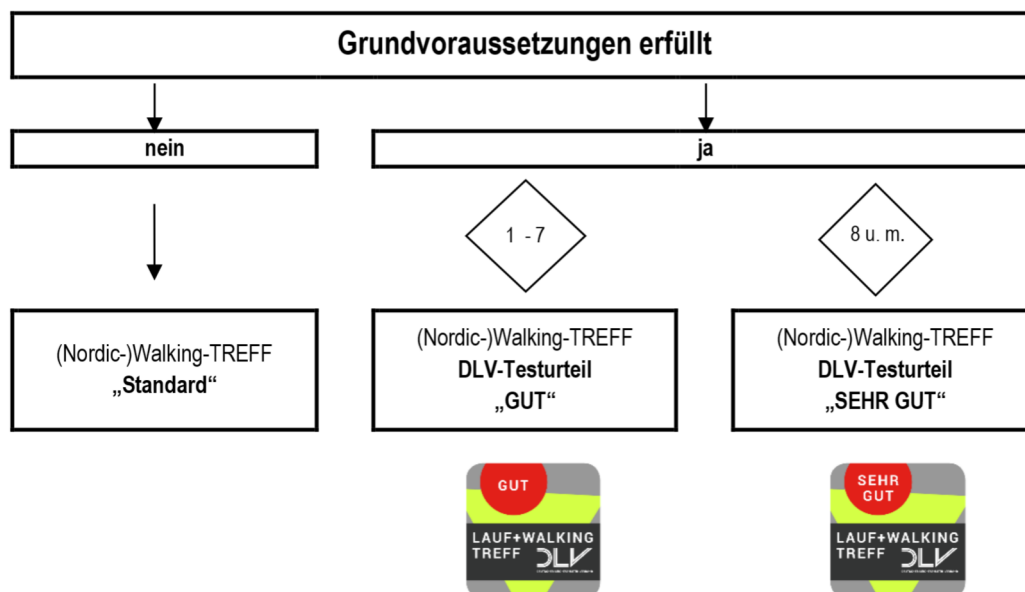 Grundvoraussetzungen erfüllt
nein
ja
1 - 7
8 u. m.
(Nordic-)Walking-TREFF
„Standard“
(Nordic-)Walking-TREFF
DLV-Testurteil
„GUT“
(Nordic-)Walking-TREFF
DLV-Testurteil
„SEHR GUT“
GUT
LAUF+WALKING
TREFF DLV
SEHR
GUT
LAUF+WALKING
TREFF DLV